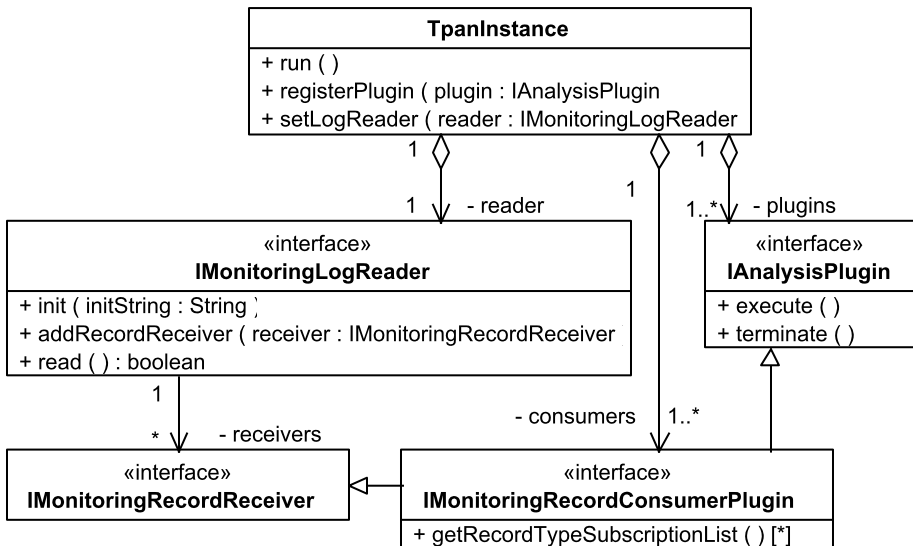 TpanInstance
+ run ( )
+ registerPlugin ( plugin : IAnalysisPlugin
+ setLogReader ( reader : IMonitoringLogReader
1
1
1
1 - reader
1..* - plugins
«interface»
IMonitoringLogReader
+ init ( initString : String )
+ addRecordReceiver ( receiver : IMonitoringRecordReceiver )
+ read ( ) : boolean
«interface»
IAnalysisPlugin
+ execute ( )
+ terminate ( )
1
* - receivers
- consumers 1..*
«interface»
IMonitoringRecordReceiver
«interface»
IMonitoringRecordConsumerPlugin
+ getRecordTypeSubscriptionList ( ) [*]